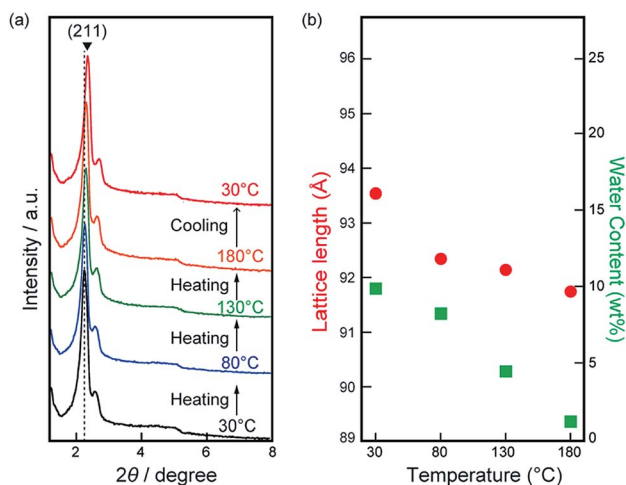 (a)
(211)
30°C
Cooling
180°C
Heating
130°C
Heating
80°C
Heating
30°C
Intensity / a.u.
2
4
6
8
2θ / degree
(b)
96
95
94
93
92
91
90
89
Lattice length (Å)
25
20
15
10
5
0
Water Content (wt%)
30
80
130
180
Temperature (°C)